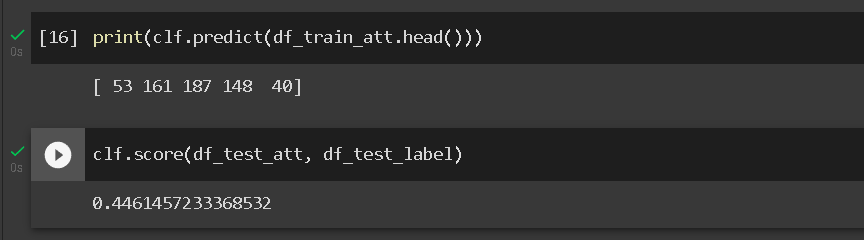 [16] print(clf.predict(df_train_att.head()))
0s
[ 53 161 187 148  40]
clf.score(df_test_att, df_test_label)
0s
0.4461457233368532